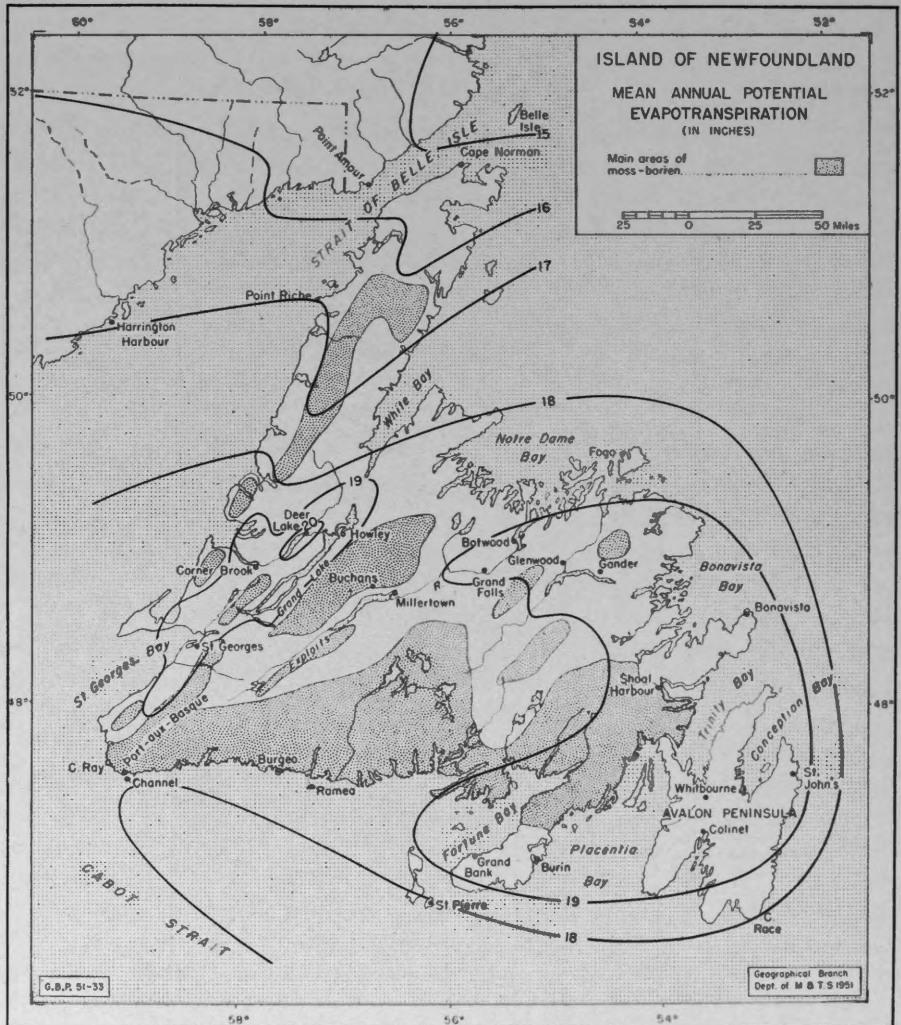 60°
58°
56°
54°
52°
ISLAND OF NEWFOUNDLAND
MEAN ANNUAL POTENTIAL
EVAPOTRANSPIRATION
(IN INCHES)
Main areas of
moss-barren
25 0 25 50 Miles
52°
52°
Belle
Isle
15
Cape Norman
Point Amour
STRAIT OF BELLE ISLE
16
17
Point Riche
Harrington
Harbour
50°
50°
18
White Bay
Notre Dame
Bay
Fogo
19
Deer
Lake
20
Howley
Botwood
Glenwood
Gander
Corner Brook
Grand Lake
Buchans
Millertown
R.
Grand
Falls
Bonavista
Bay
Bonavista
St Georges
Exploits
St Georges Bay
Shoal
Harbour
Trinity Bay
Conception Bay
48°
48°
Port-aux-Basque
C. Ray
Channel
Burgeo
Ramea
St.
John's
Whitbourne
AVALON PENINSULA
Colinet
Fortune Bay
Grand
Bank
Burin
Placentia
Bay
CABOT STRAIT
St Pierre
19
18
C.
Race
G.B.P. 51-33
Geographical Branch
Dept. of M & T.S 1951
58°
56°
54°